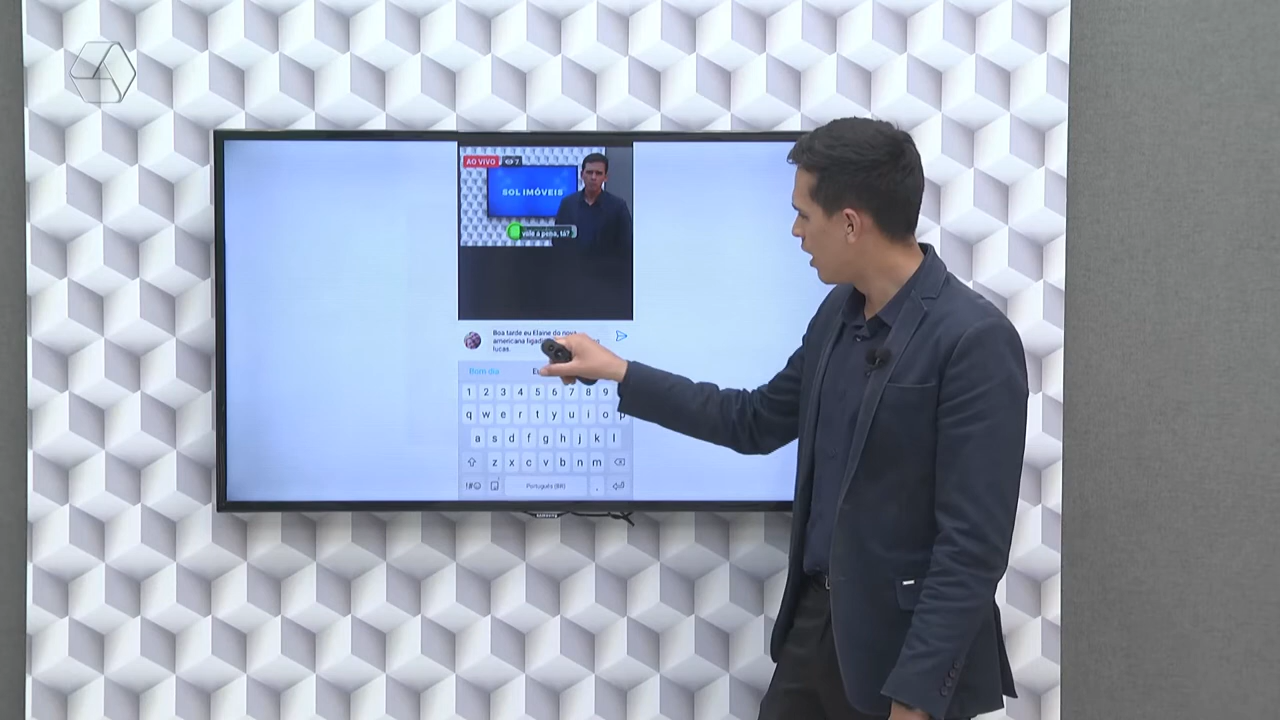 AO VIVO 7
SOL IMÓVEIS
vale a pena, tá?
Boa tarde eu Elaine do nova
americana
lucas.
Bom dia
1 2 3 4 5 6 7 8 9
q w e r t y u i o p
a s d f g h j k l
z x c v b n m
!#☺ Português (BR) .
SAMSUNG